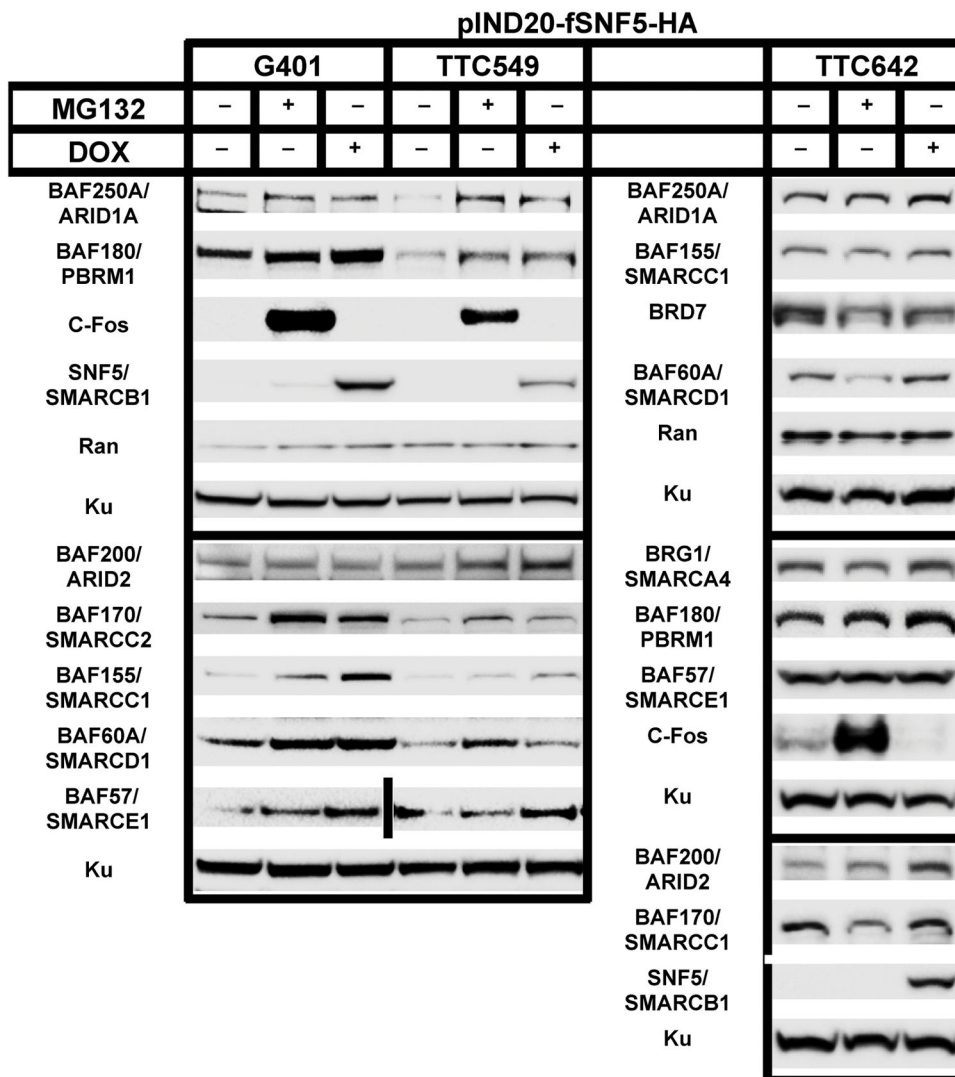 pIND20-fSNF5-HA
G401 TTC549 TTC642
MG132 – + – – + – – + –
DOX – – + – – + – – +
BAF250A/
ARID1A
BAF180/
PBRM1
C-Fos
SNF5/
SMARCB1
Ran
Ku
BAF200/
ARID2
BAF170/
SMARCC2
BAF155/
SMARCC1
BAF60A/
SMARCD1
BAF57/
SMARCE1
Ku
BAF250A/
ARID1A
BAF155/
SMARCC1
BRD7
BAF60A/
SMARCD1
Ran
Ku
BRG1/
SMARCA4
BAF180/
PBRM1
BAF57/
SMARCE1
C-Fos
Ku
BAF200/
ARID2
BAF170/
SMARCC1
SNF5/
SMARCB1
Ku